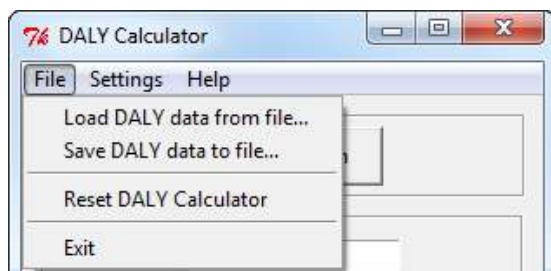 DALY Calculator
File Settings Help
Load DALY data from file...
Save DALY data to file...
Reset DALY Calculator
Exit